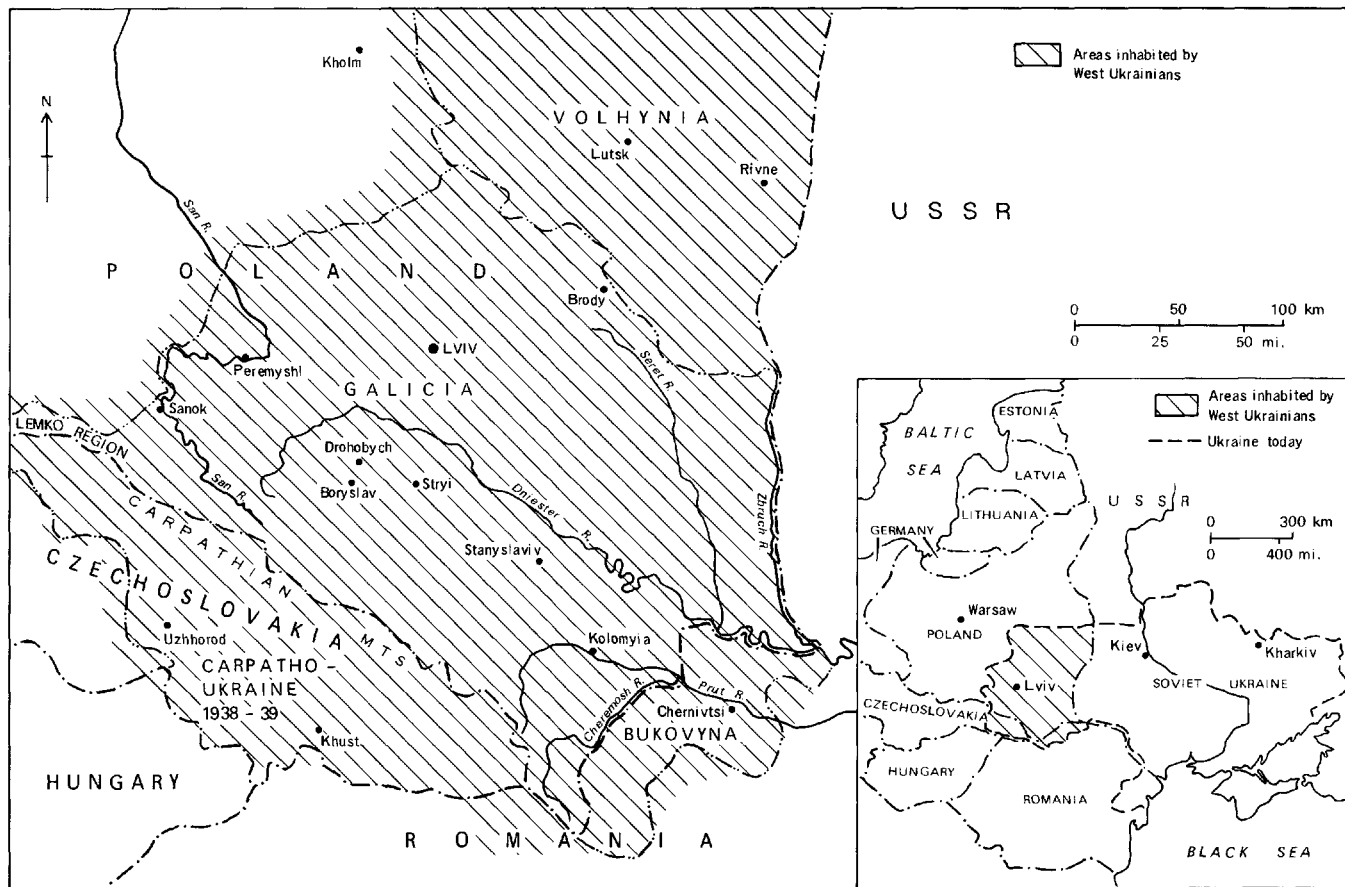 Kholm
N
Areas inhabited by
West Ukrainians
VOLHYNIA
Lutsk
Rivne
San R.
USSR
POLAND
Brody
0 50 100 km
0 25 50 mi.
LVIV
Peremyshl
GALICIA
Seret R.
Sanok
LEMKO REGION
Drohobych
Boryslav
Stryi
San R.
Dniester R.
Zbruch R.
CARPATHIAN MTS
Stanyslaviv
CZECHOSLOVAKIA
Uzhhorod
Kolomyia
CARPATHO-
UKRAINE
1938-39
Cheremosh R.
Prut R.
Chernivtsi
BUKOVYNA
Khust
HUNGARY
ROMANIA
Areas inhabited by
West Ukrainians
Ukraine today
ESTONIA
BALTIC
SEA
LATVIA
USSR
LITHUANIA
0 300 km
0 400 mi.
GERMANY
Warsaw
POLAND
Kiev
Kharkiv
Lviv
SOVIET UKRAINE
CZECHOSLOVAKIA
HUNGARY
ROMANIA
BLACK SEA